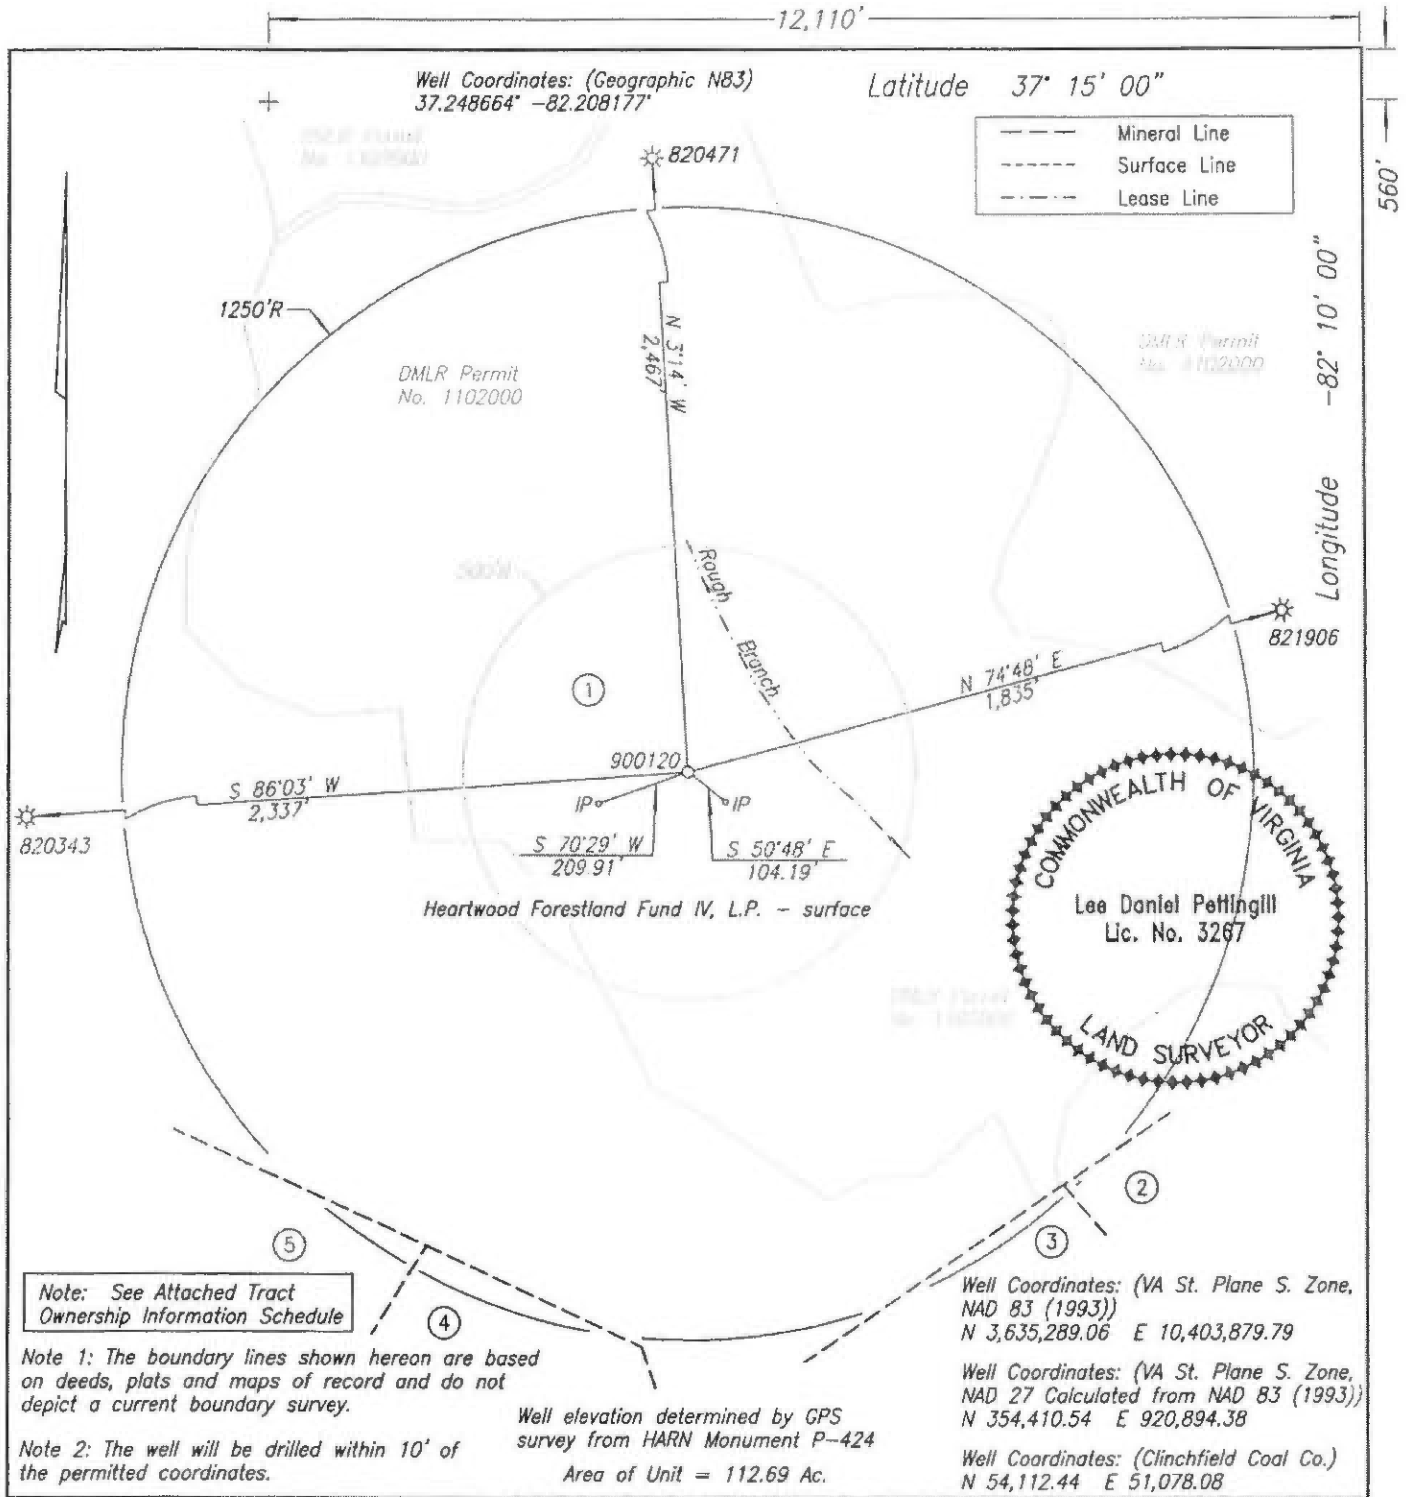 12,110'
Well Coordinates: (Geographic N83)
37.248664° -82.208177°
Latitude 37° 15' 00"
560'
Mineral Line
Surface Line
Lease Line
Longitude -82° 10' 00"
820471
1250'R
N 3°14' W
2,467'
DMLR Permit
No. 1102000
DMLR Permit
No. 1102000
Rough
Branch
821906
N 74°48' E
1,835'
1
900120
S 86°03' W
2,337'
820343
IP
IP
S 70°29' W
209.91'
S 50°48' E
104.19'
Heartwood Forestland Fund IV, L.P. - surface
COMMONWEALTH OF VIRGINIA
Lee Daniel Pettingill
Lic. No. 3267
LAND SURVEYOR
2
3
4
5
Note: See Attached Tract
Ownership Information Schedule
Note 1: The boundary lines shown hereon are based
on deeds, plats and maps of record and do not
depict a current boundary survey.
Note 2: The well will be drilled within 10' of
the permitted coordinates.
Well elevation determined by GPS
survey from HARN Monument P-424
Area of Unit = 112.69 Ac.
Well Coordinates: (VA St. Plane S. Zone,
NAD 83 (1993))
N 3,635,289.06 E 10,403,879.79
Well Coordinates: (VA St. Plane S. Zone,
NAD 27 Calculated from NAD 83 (1993))
N 354,410.54 E 920,894.38
Well Coordinates: (Clinchfield Coal Co.)
N 54,112.44 E 51,078.08